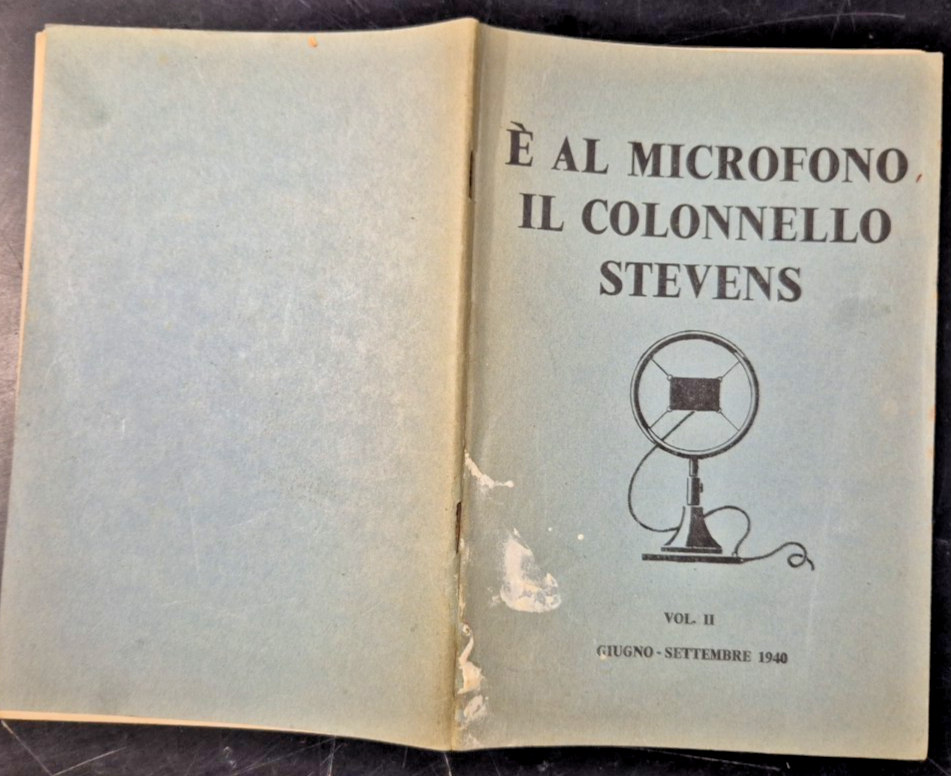 È AL MICROFONO
IL COLONNELLO
STEVENS
VOL. II
GIUGNO - SETTEMBRE 1940